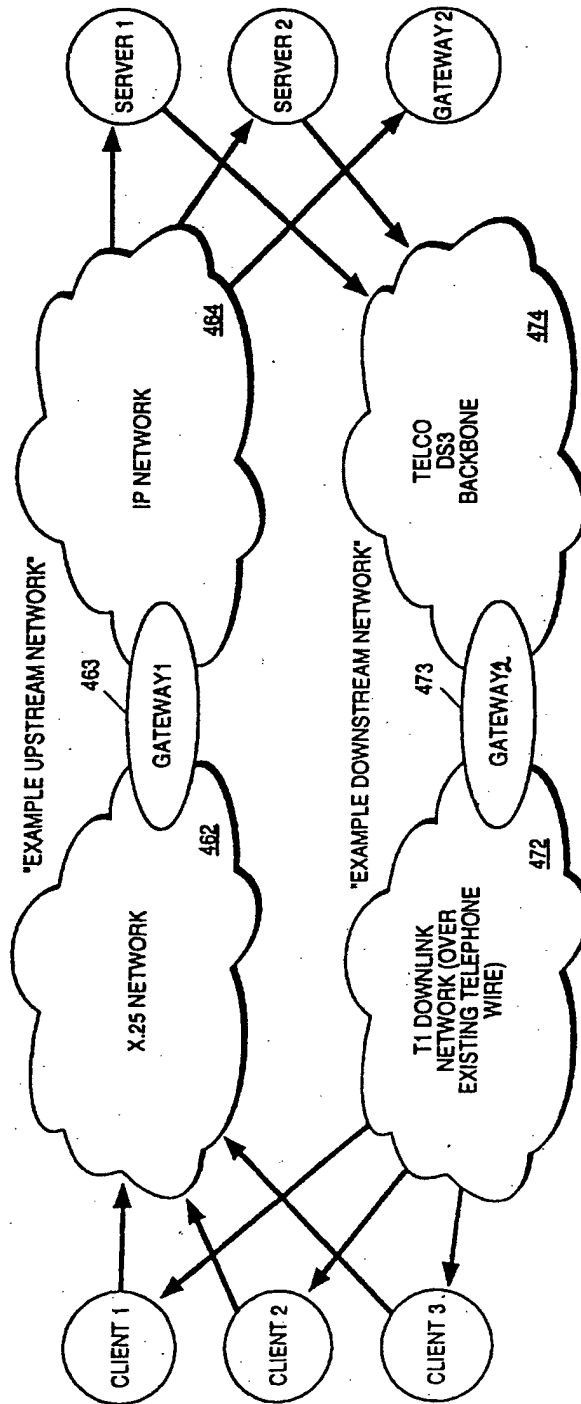 "EXAMPLE UPSTREAM NETWORK"
CLIENT 1
CLIENT 2
CLIENT 3
X.25 NETWORK
462
463
GATEWAY1
IP NETWORK
464
SERVER 1
SERVER 2
GATEWAY 2
"EXAMPLE DOWNSTREAM NETWORK"
T1 DOWNLINK
NETWORK (OVER
EXISTING TELEPHONE
WIRE)
472
473
GATEWAY2
TELCO
DS3
BACKBONE
474